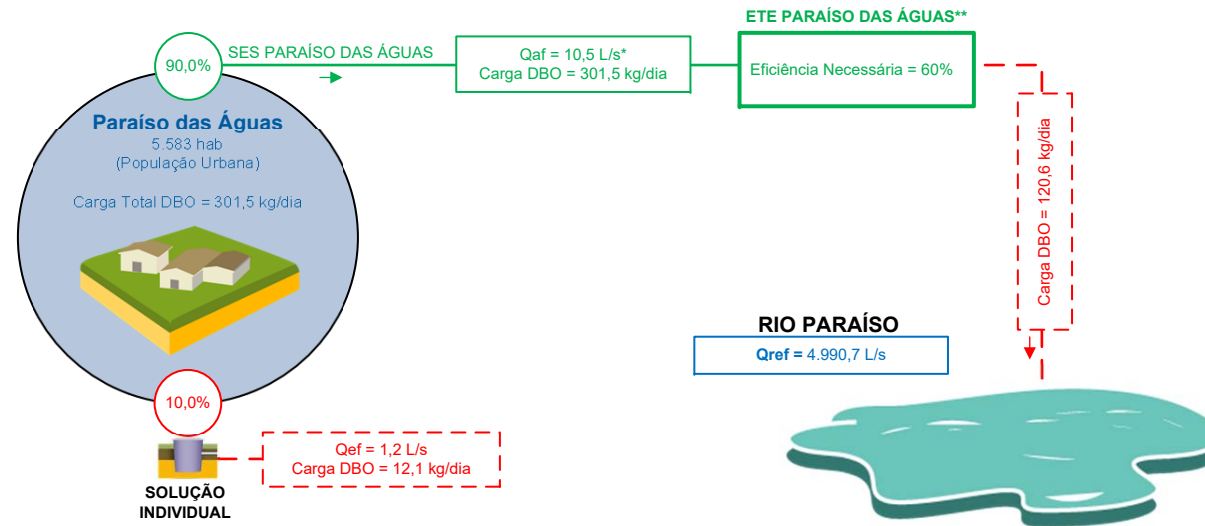 ETE PARAÍSO DAS ÁGUAS**
90,0%
SES PARAÍSO DAS ÁGUAS
Qaf = 10,5 L/s*
Carga DBO = 301,5 kg/dia
Eficiência Necessária = 60%
Paraíso das Águas
5.583 hab
(População Urbana)
Carga Total DBO = 301,5 kg/dia
Carga DBO = 120,6 kg/dia
RIO PARAÍSO
Qref = 4.990,7 L/s
10,0%
Qef = 1,2 L/s
Carga DBO = 12,1 kg/dia
SOLUÇÃO
INDIVIDUAL